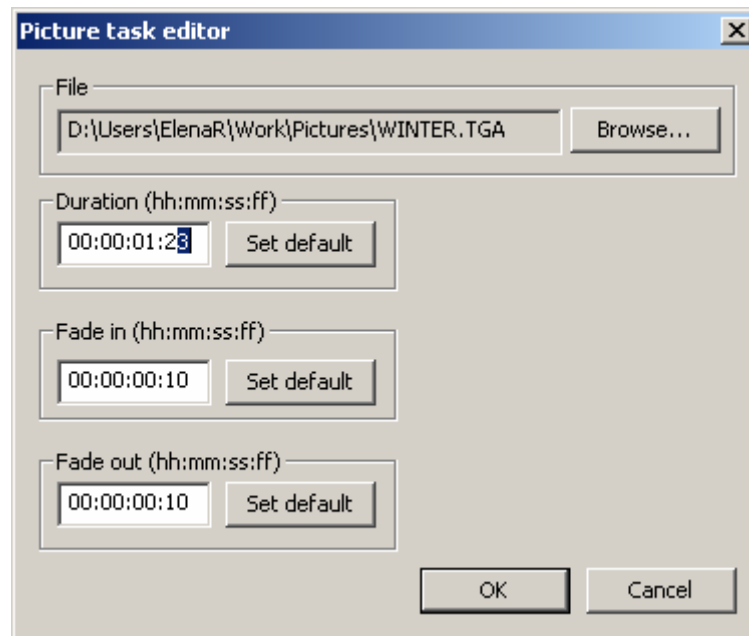 Picture task editor
File
D:\Users\ElenaR\Work\Pictures\WINTER.TGA Browse...
Duration (hh:mm:ss:ff)
00:00:01:23 Set default
Fade in (hh:mm:ss:ff)
00:00:00:10 Set default
Fade out (hh:mm:ss:ff)
00:00:00:10 Set default
OK Cancel